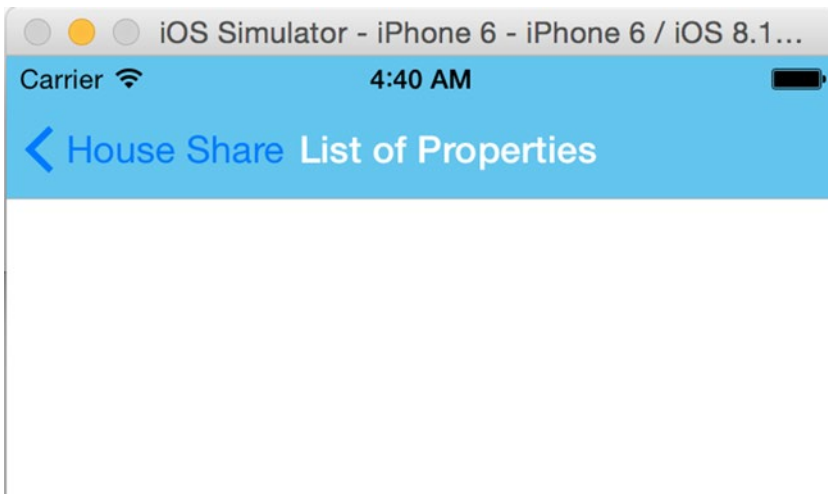 iOS Simulator - iPhone 6 - iPhone 6 / iOS 8.1...
Carrier 4:40 AM
House Share List of Properties